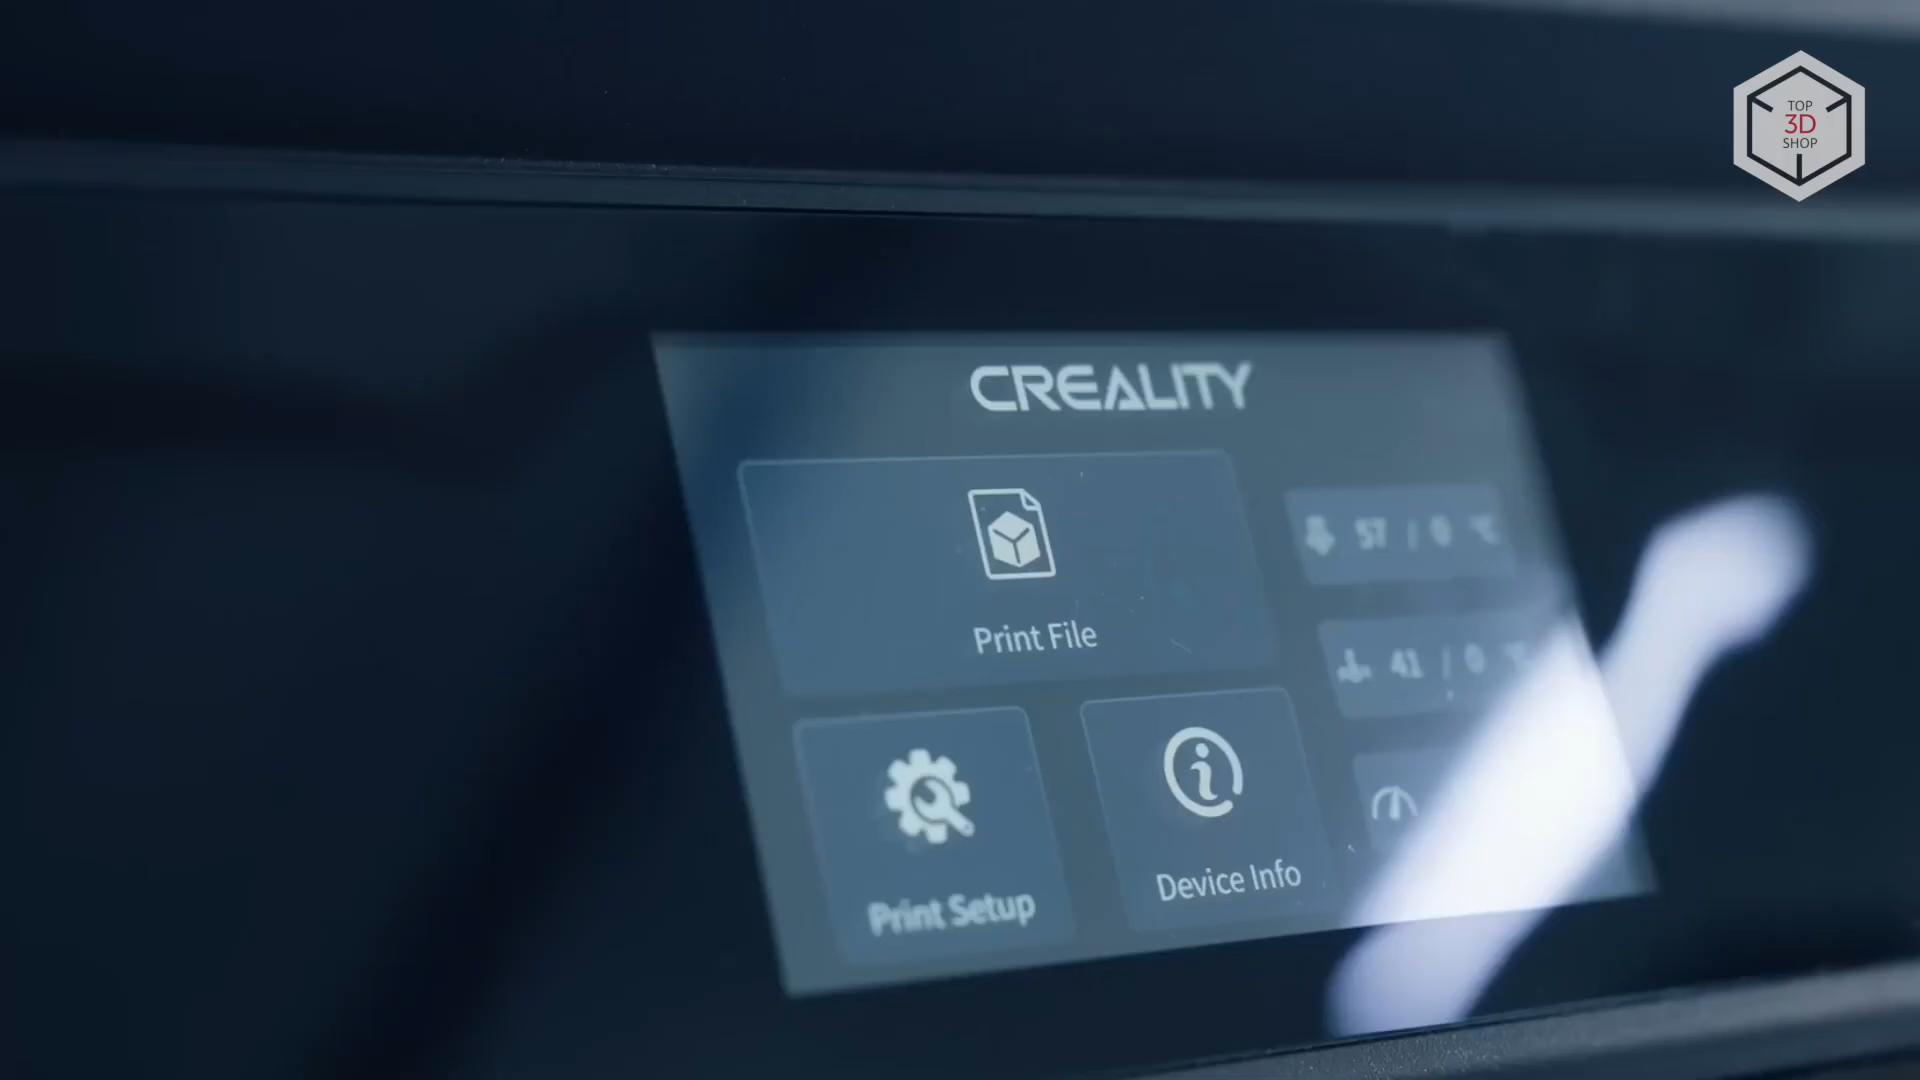 TOP
3D
SHOP
CREALITY
Print File
57 / 0 °C
41 / 0 °C
Print Setup
Device Info